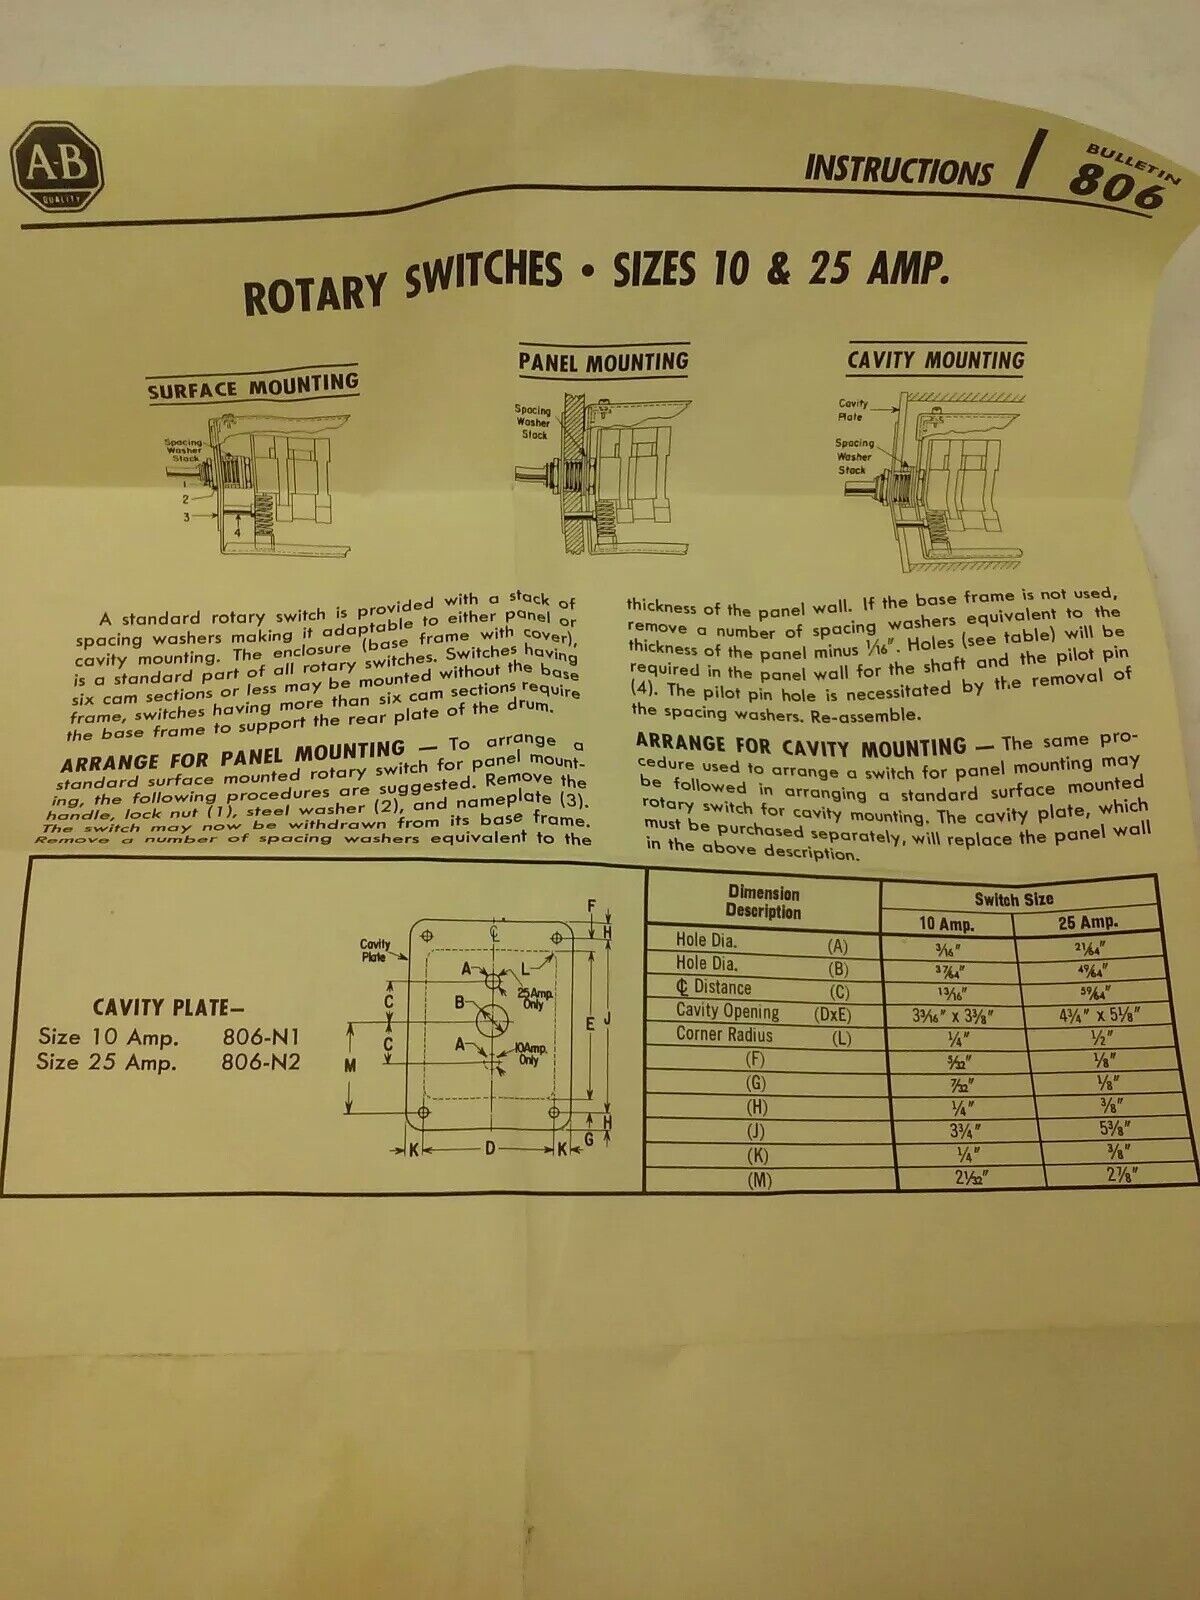 A-B
QUALITY
INSTRUCTIONS
BULLETIN
806
ROTARY SWITCHES • SIZES 10 & 25 AMP.
SURFACE MOUNTING
Spacing
Washer
Stack
1
2
3
4
PANEL MOUNTING
Spacing
Washer
Stack
CAVITY MOUNTING
Cavity
Plate
Spacing
Washer
Stack
A standard rotary switch is provided with a stack of
spacing washers making it adaptable to either panel or
cavity mounting. The enclosure (base frame with cover),
is a standard part of all rotary switches. Switches having
six cam sections or less may be mounted without the base
frame, switches having more than six cam sections require
the base frame to support the rear plate of the drum.
ARRANGE FOR PANEL MOUNTING — To arrange a
standard surface mounted rotary switch for panel mount-
ing, the following procedures are suggested. Remove the
handle, lock nut (1), steel washer (2), and nameplate (3).
The switch may now be withdrawn from its base frame.
Remove a number of spacing washers equivalent to the
thickness of the panel wall. If the base frame is not used,
remove a number of spacing washers equivalent to the
thickness of the panel minus 1/16". Holes (see table) will be
required in the panel wall for the shaft and the pilot pin
(4). The pilot pin hole is necessitated by the removal of
the spacing washers. Re-assemble.
ARRANGE FOR CAVITY MOUNTING — The same pro-
cedure used to arrange a switch for panel mounting may
be followed in arranging a standard surface mounted
rotary switch for cavity mounting. The cavity plate, which
must be purchased separately, will replace the panel wall
in the above description.
CAVITY PLATE—
Size 10 Amp. 806-N1
Size 25 Amp. 806-N2
Cavity
Plate
℄
F
H
A
L
25 Amp.
Only
C
B
E
J
C
A
10 Amp.
Only
M
H
G
K
D
K
Dimension Description Switch Size
10 Amp. 25 Amp.
Hole Dia. (A) 3/16" 21/64"
Hole Dia. (B) 37/64" 49/64"
℄ Distance (C) 13/16" 59/64"
Cavity Opening (DxE) 3 3/16" x 3 3/8" 4 3/4" x 5 1/8"
Corner Radius (L) 1/4" 1/2"
(F) 5/32" 1/8"
(G) 7/32" 1/8"
(H) 1/4" 3/8"
(J) 3 3/4" 5 3/8"
(K) 1/4" 3/8"
(M) 2 1/32" 2 7/8"